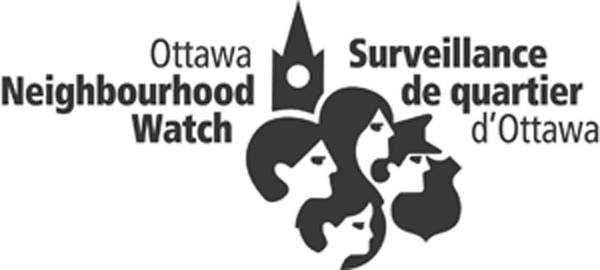 Ottawa
Neighbourhood
Watch
Surveillance
de quartier
d'Ottawa